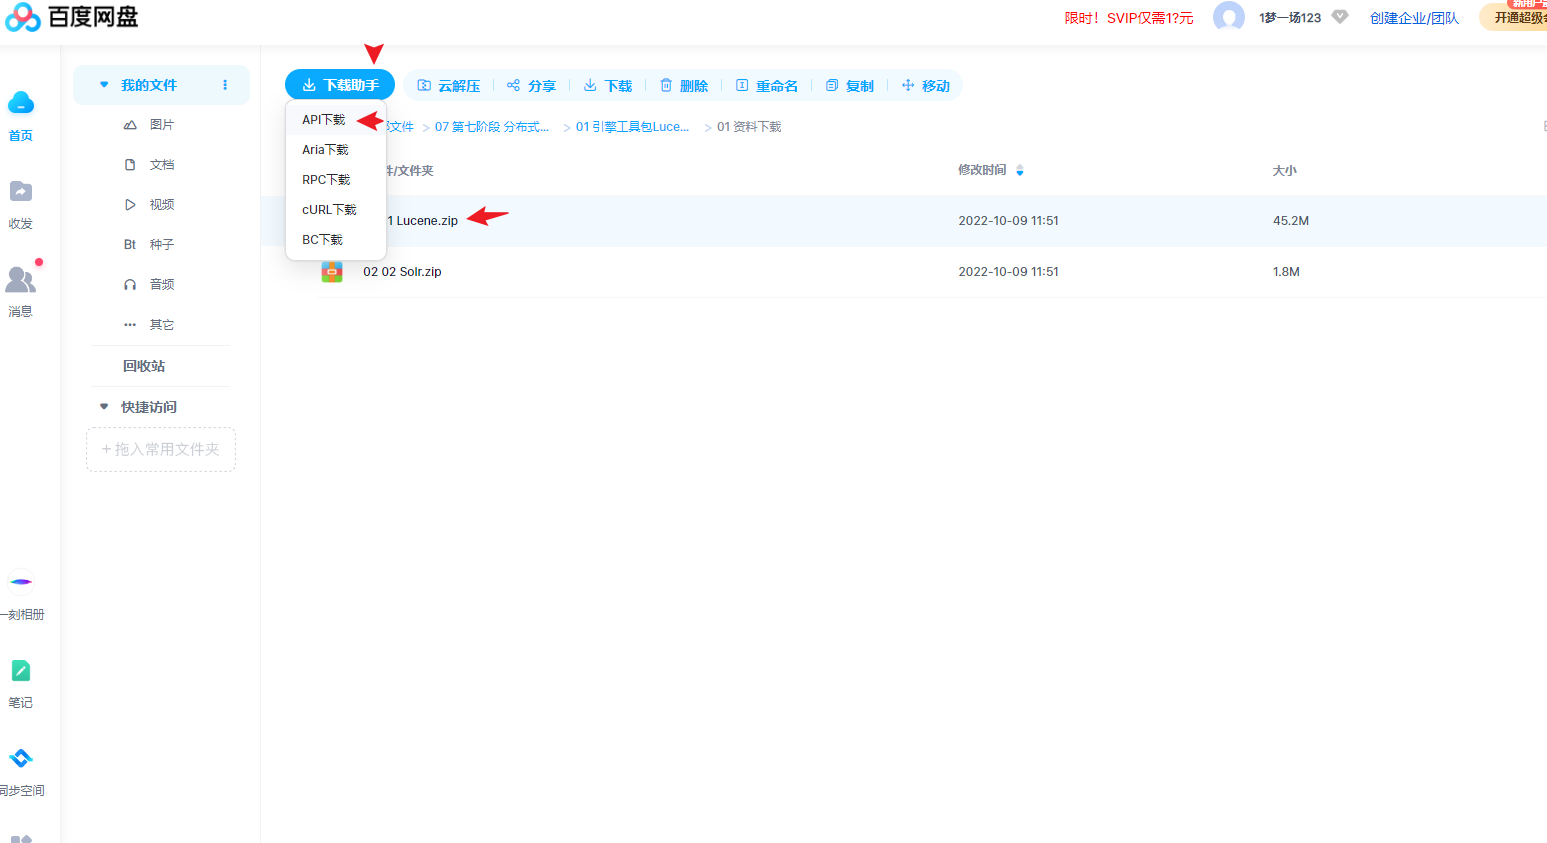 百度网盘
限时！SVIP仅需1?元
1梦一场123
创建企业/团队
开通超级
首页
收发
消息
一刻相册
笔记
同步空间
我的文件
图片
文档
视频
Bt 种子
音频
其它
回收站
快捷访问
+ 拖入常用文件夹
下载助手
云解压
分享
下载
删除
重命名
复制
移动
API下载
Aria下载
RPC下载
cURL下载
BC下载
文件 > 07 第七阶段 分布式... > 01 引擎工具包Luce... > 01 资料下载
件/文件夹
修改时间
大小
1 Lucene.zip
2022-10-09 11:51
45.2M
02 02 Solr.zip
2022-10-09 11:51
1.8M